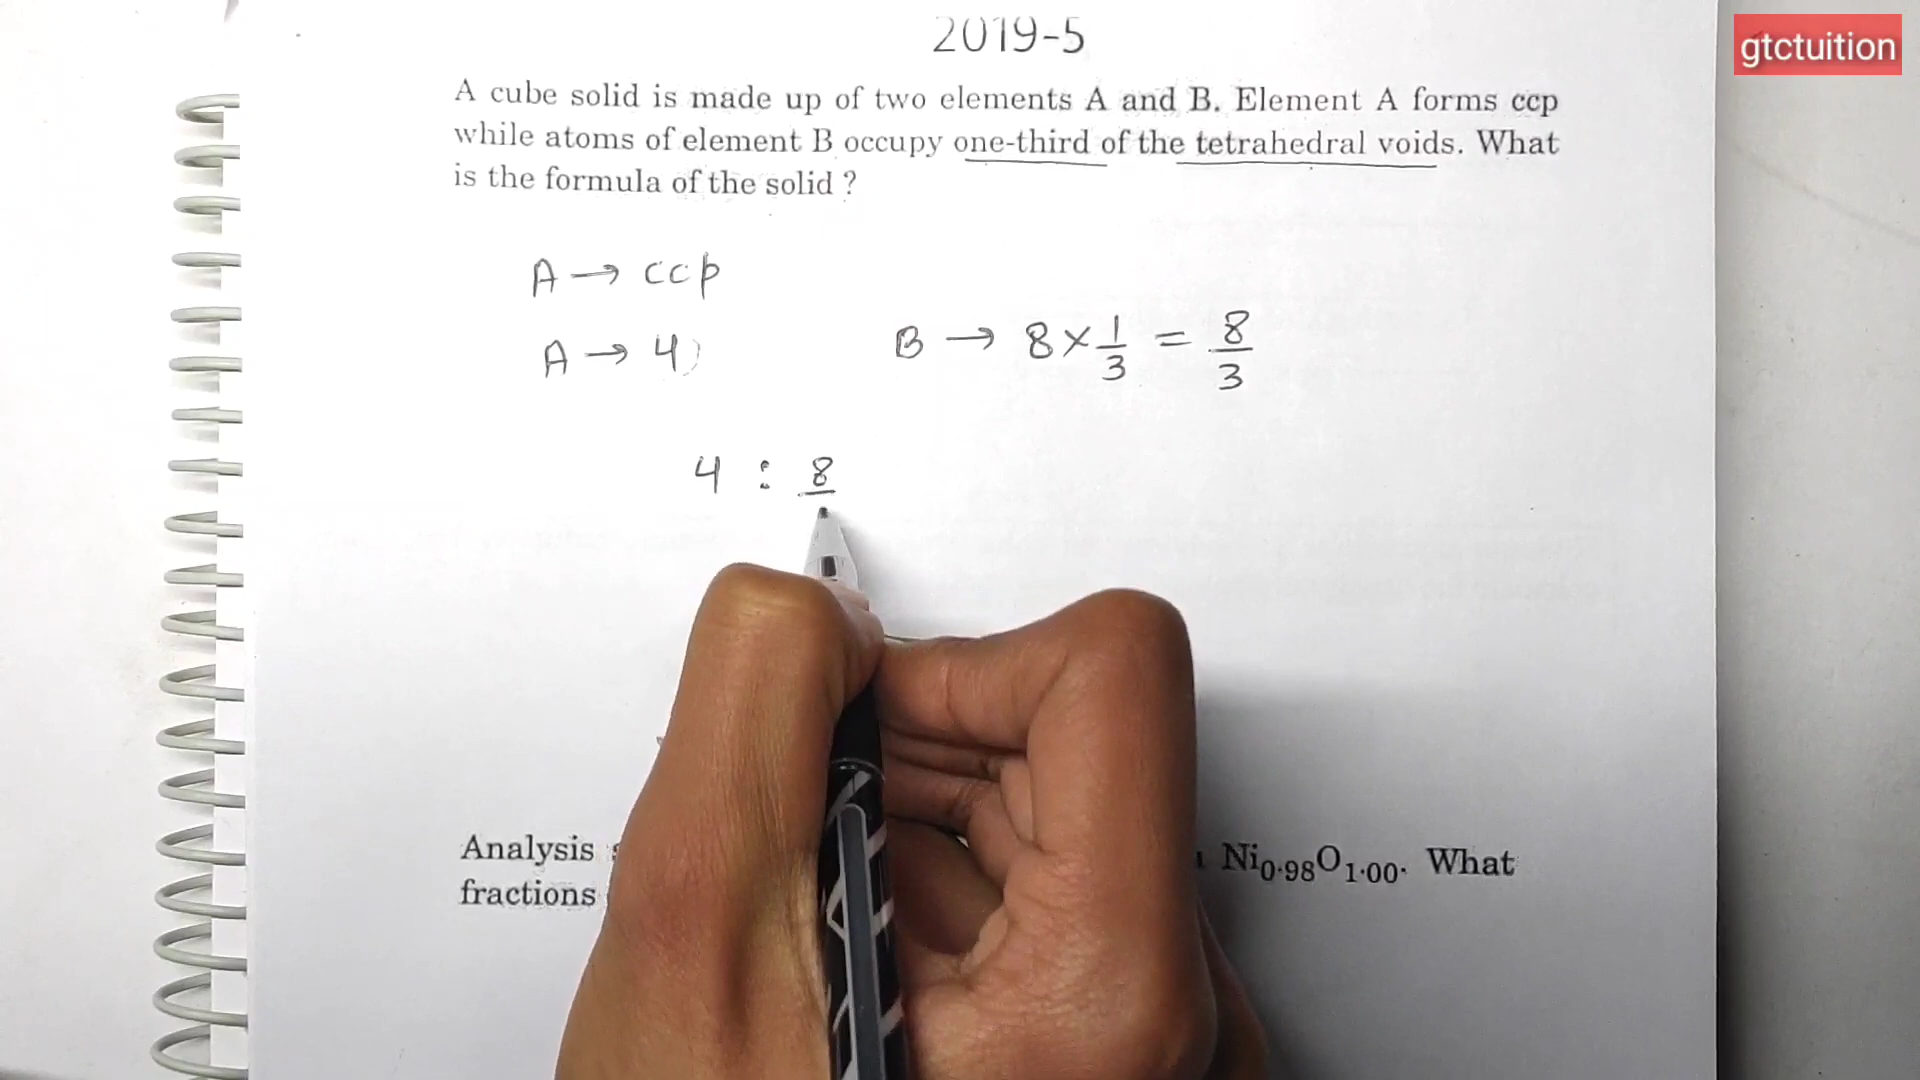 2019-5
gtctuition
A cube solid is made up of two elements A and B. Element A forms ccp
while atoms of element B occupy one-third of the tetrahedral voids. What
is the formula of the solid ?
A → ccp
A → 4
B → 8 × 1/3 = 8/3
4 : 8
Analysis Ni0·98O1·00. What
fractions